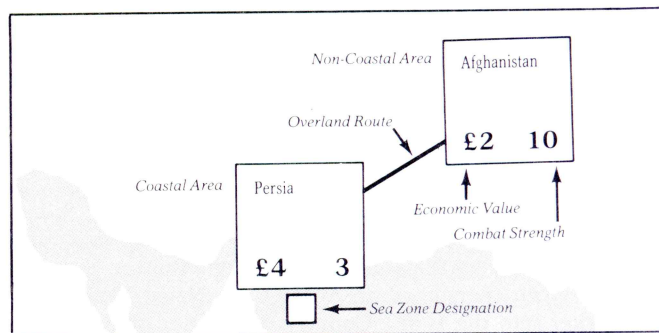 Non-Coastal Area
Afghanistan
Overland Route
£2 10
Coastal Area
Persia
Economic Value
Combat Strength
£4 3
Sea Zone Designation